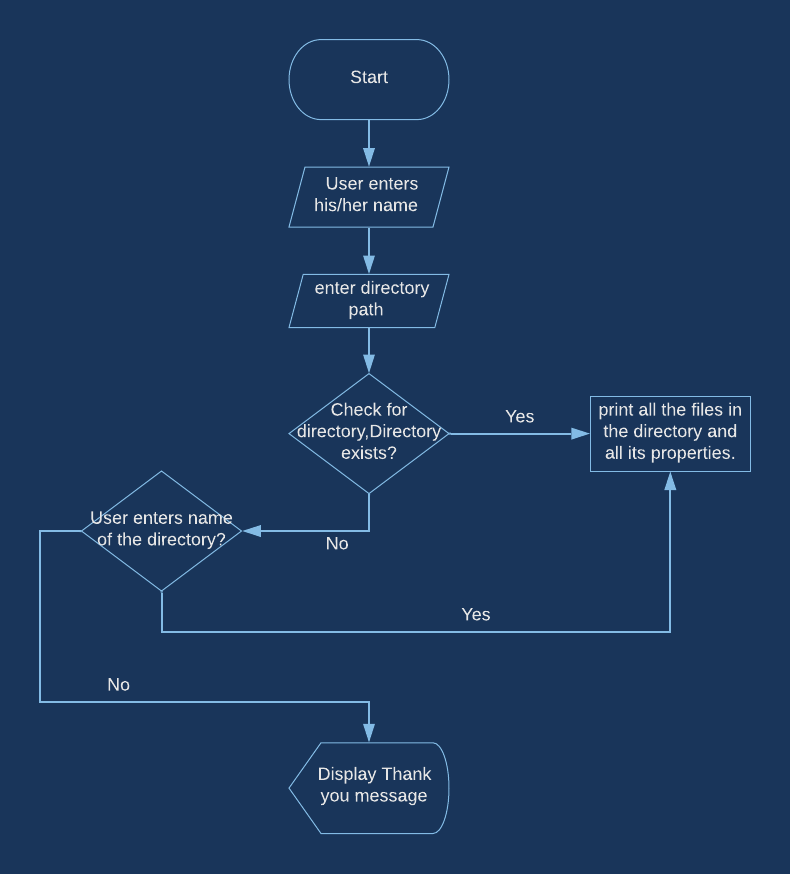 Start
User enters
his/her name
enter directory
path
Check for
directory,Directory
exists?
Yes
print all the files in
the directory and
all its properties.
No
User enters name
of the directory?
Yes
No
Display Thank
you message